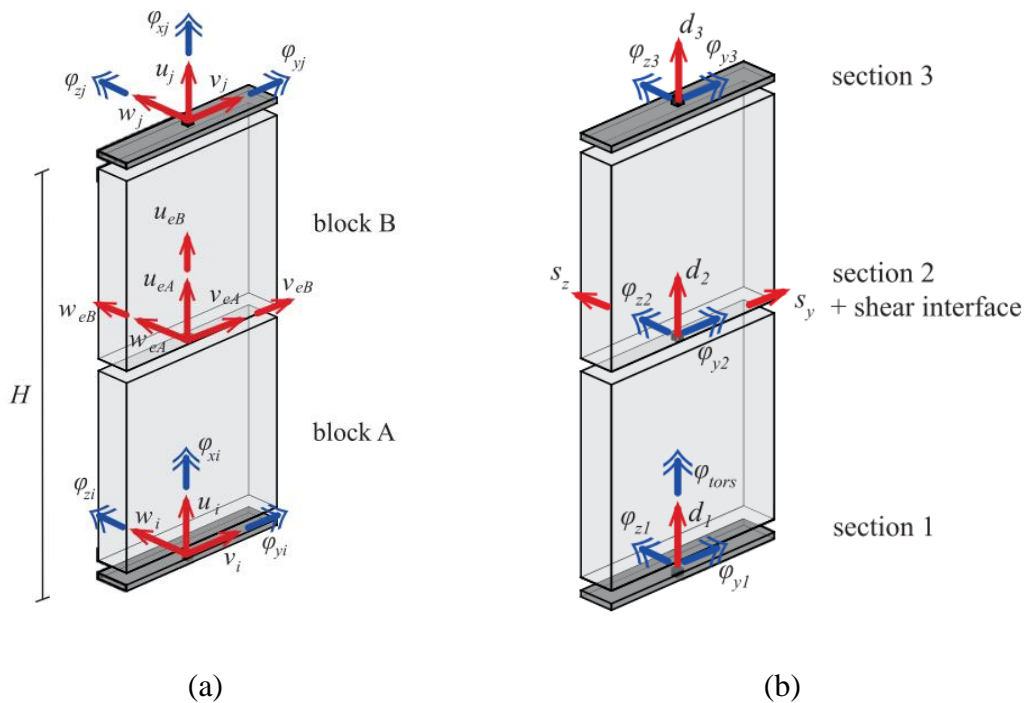 φxj
φzj
uj
vj
φyj
wj
H
ueB
block B
ueA
veA
veB
weB
weA
block A
φxi
φzi
wi
ui
vi
φyi
(a)
d3
φz3
φy3
section 3
sz
φz2
d2
sy
section 2
+ shear interface
φy2
φtors
φz1
d1
section 1
φy1
(b)